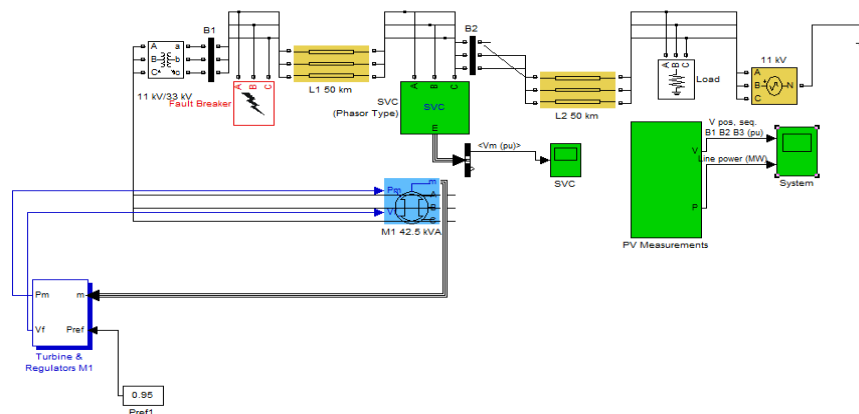 B1
B2
A a
B b
C c
11 kV/33 kV
A B C
Fault Breaker
L1 50 km
A B C
SVC
E
SVC
(Phasor Type)
L2 50 km
A B C
Load
11 kV
A
B N
C
<Vm (pu)>
SVC
V pos, seq.
B1 B2 B3 (pu)
V
Line power (MW)
P
System
PV Measurements
Pm
Vf
m
A
B
C
M1 42.5 kVA
Pm m
Vf Pref
Turbine &
Regulators M1
0.95
Pref1